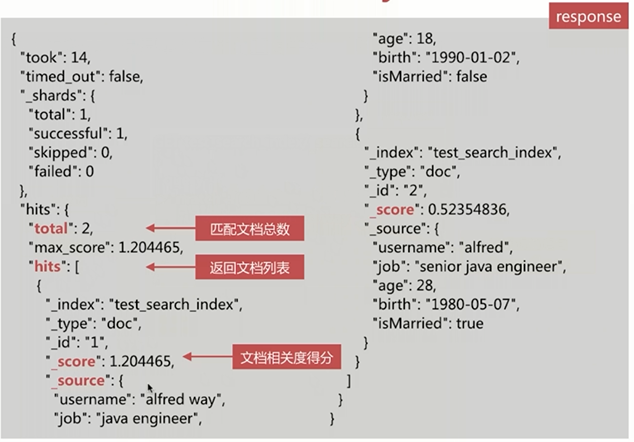 response
{
"took": 14,
"timed_out": false,
"_shards": {
"total": 1,
"successful": 1,
"skipped": 0,
"failed": 0
},
"hits": {
"total": 2,
匹配文档总数
"max_score": 1.204465,
"hits": [
返回文档列表
{
"_index": "test_search_index",
"_type": "doc",
"_id": "1",
"_score": 1.204465,
文档相关度得分
"_source": {
"username": "alfred way",
"job": "java engineer",
"age": 18,
"birth": "1990-01-02",
"isMarried": false
}
},
{
"_index": "test_search_index",
"_type": "doc",
"_id": "2",
"_score": 0.52354836,
"_source": {
"username": "alfred",
"job": "senior java engineer",
"age": 28,
"birth": "1980-05-07",
"isMarried": true
}
}
]
}
}